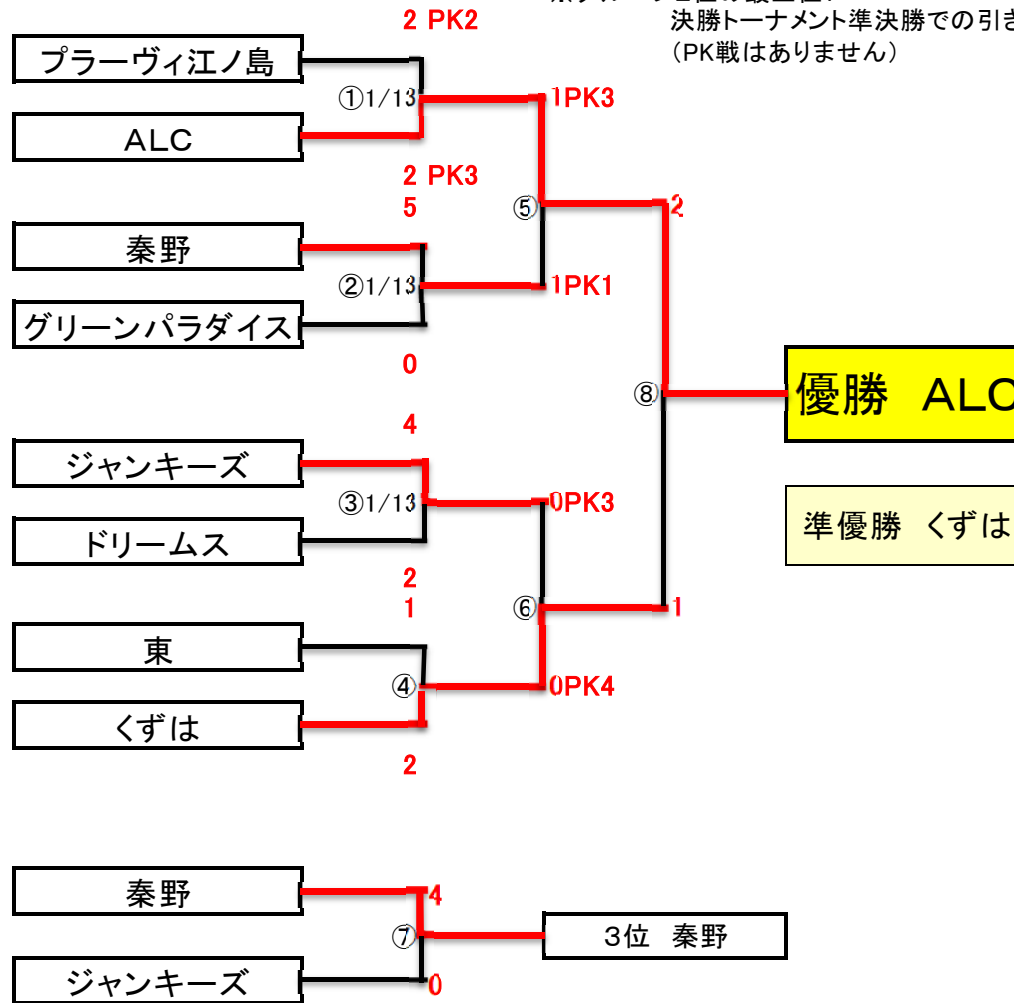 決勝トーナメント準決勝での引き
(PK戦はありません)
2 PK2
プラーヴィ江ノ島
①1/13
1PK3
ALC
2 PK3
5
⑤
2
秦野
②1/13
1PK1
グリーンパラダイス
0
⑧
優勝 ALC
4
ジャンキーズ
③1/13
0PK3
準優勝 くずは
ドリームス
2
1
⑥
1
東
④
0PK4
くずは
2
秦野
4
⑦
3位 秦野
ジャンキーズ
0